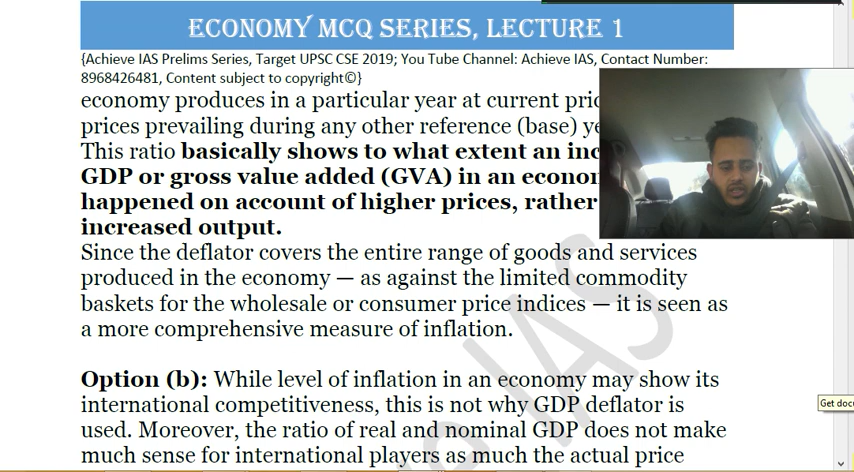 ECONOMY MCQ SERIES, LECTURE 1
{Achieve IAS Prelims Series, Target UPSC CSE 2019; You Tube Channel: Achieve IAS, Contact Number:
8968426481, Content subject to copyright©}
economy produces in a particular year at current
prices prevailing during any other reference (base)
This ratio basically shows to what extent an
GDP or gross value added (GVA) in an
happened on account of higher prices, rather
increased output.
Since the deflator covers the entire range of goods and services
produced in the economy — as against the limited commodity
baskets for the wholesale or consumer price indices — it is seen as
a more comprehensive measure of inflation.
Option (b): While level of inflation in an economy may show its
international competitiveness, this is not why GDP deflator is
used. Moreover, the ratio of real and nominal GDP does not make
much sense for international players as much the actual price
Get
IAS